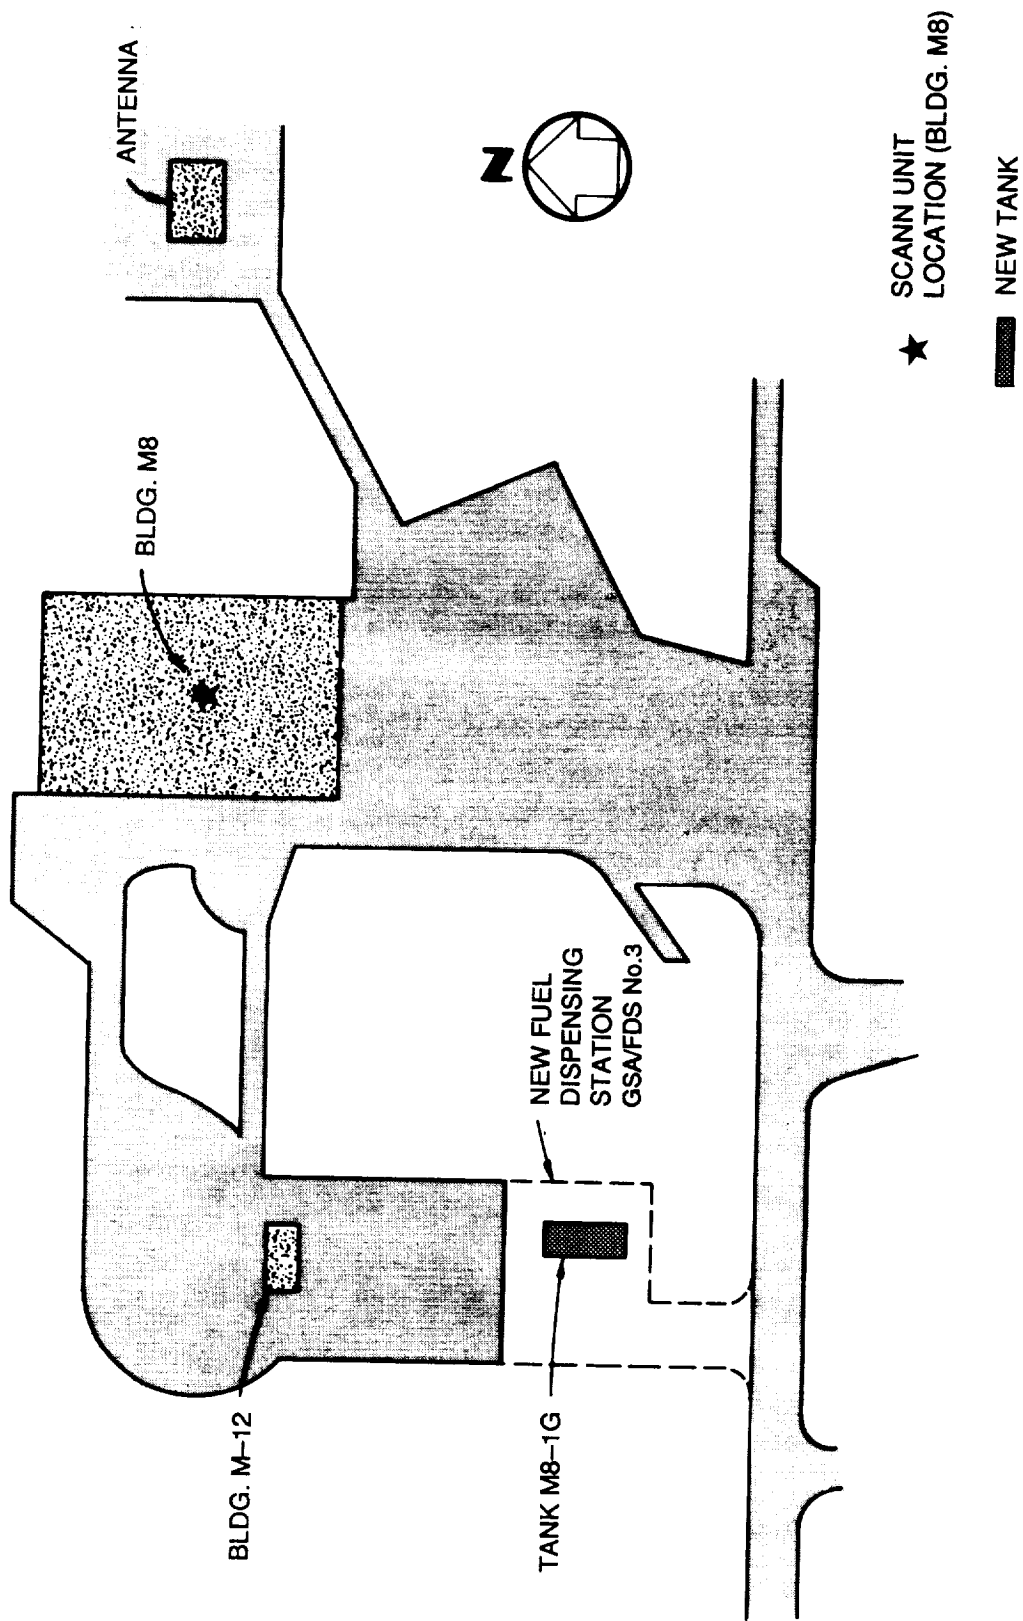 ANTENNA
BLDG. M8
BLDG. M–12
NEW FUEL
DISPENSING
STATION
GSA/FDS No.3
TANK M8–1G
N
SCANN UNIT
LOCATION (BLDG. M8)
NEW TANK